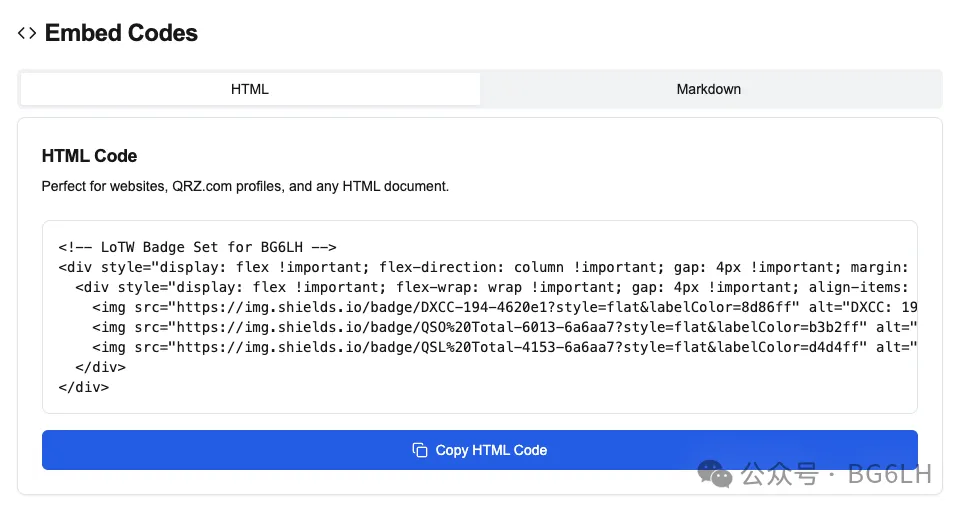 Embed Codes
HTML
Markdown
HTML Code
Perfect for websites, QRZ.com profiles, and any HTML document.
<!-- LoTW Badge Set for BG6LH -->
<div style="display: flex !important; flex-direction: column !important; gap: 4px !important; margin:
<div style="display: flex !important; flex-wrap: wrap !important; gap: 4px !important; align-items:
<img src="https://img.shields.io/badge/DXCC-194-4620e1?style=flat&labelColor=8d86ff" alt="DXCC: 19
<img src="https://img.shields.io/badge/QSO%20Total-6013-6a6aa7?style=flat&labelColor=b3b2ff" alt="
<img src="https://img.shields.io/badge/QSL%20Total-4153-6a6aa7?style=flat&labelColor=d4d4ff" alt="
</div>
</div>
Copy HTML Code
公众号 · BG6LH